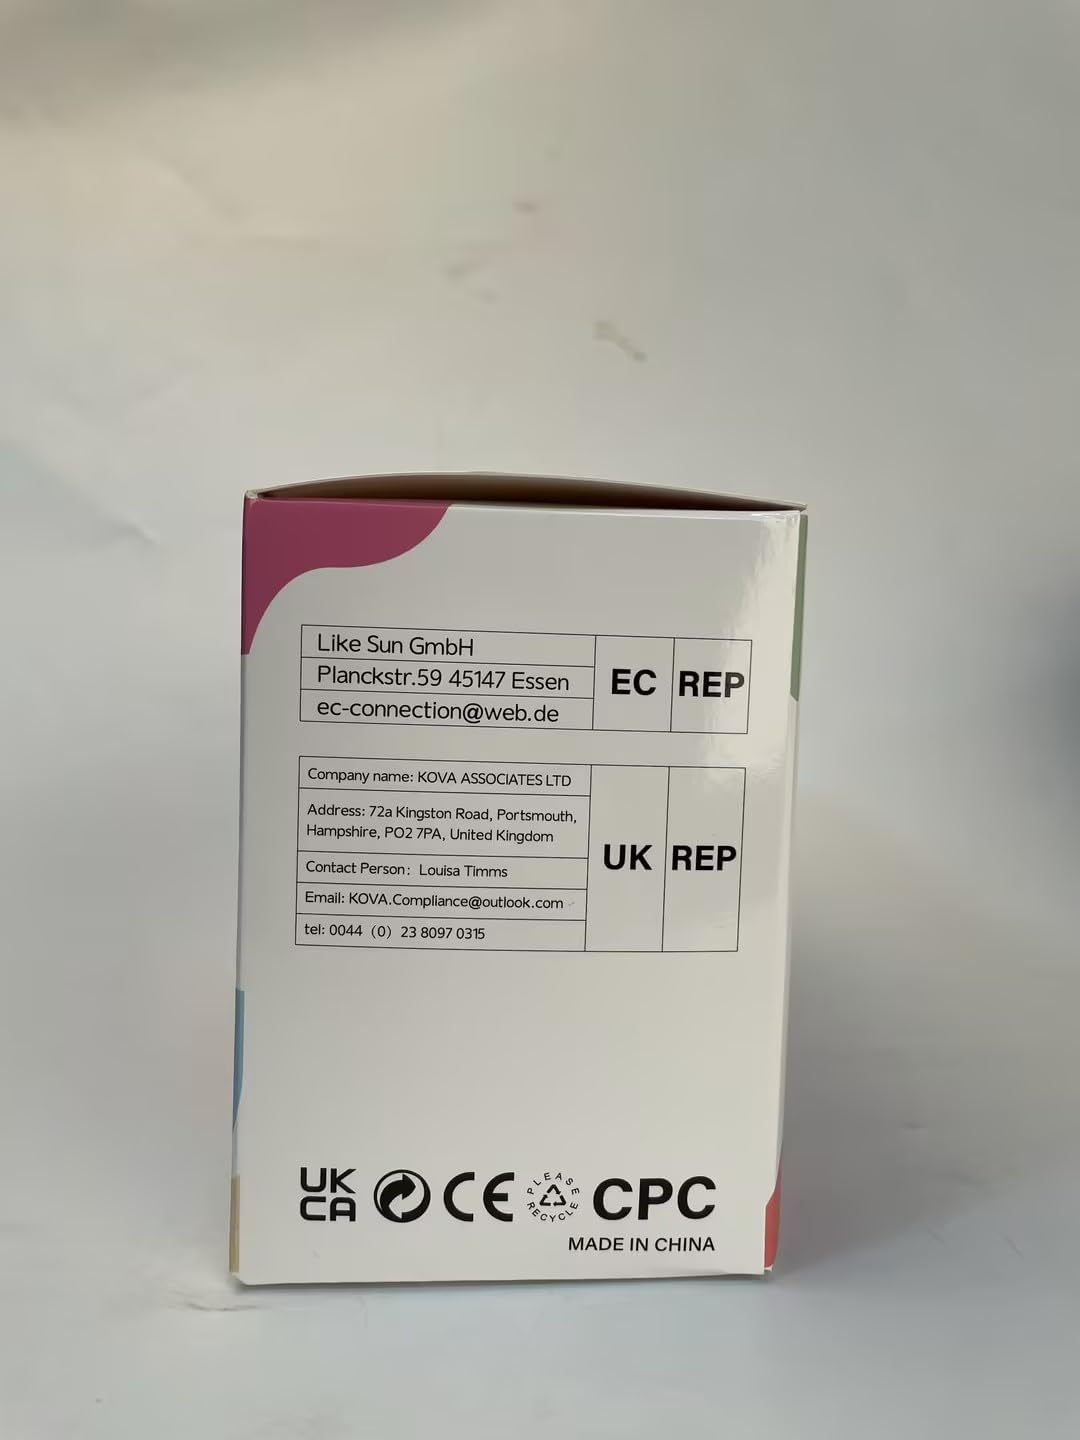 Like Sun GmbH
Planckstr.59 45147 Essen
ec-connection@web.de
EC REP
Company name: KOVA ASSOCIATES LTD
Address: 72a Kingston Road, Portsmouth,
Hampshire, PO2 7PA, United Kingdom
Contact Person: Louisa Timms
Email: KOVA.Compliance@outlook.com
tel: 0044（0）23 8097 0315
UK REP
UK
CA
CE
PLEASE RECYCLE
CPC
MADE IN CHINA